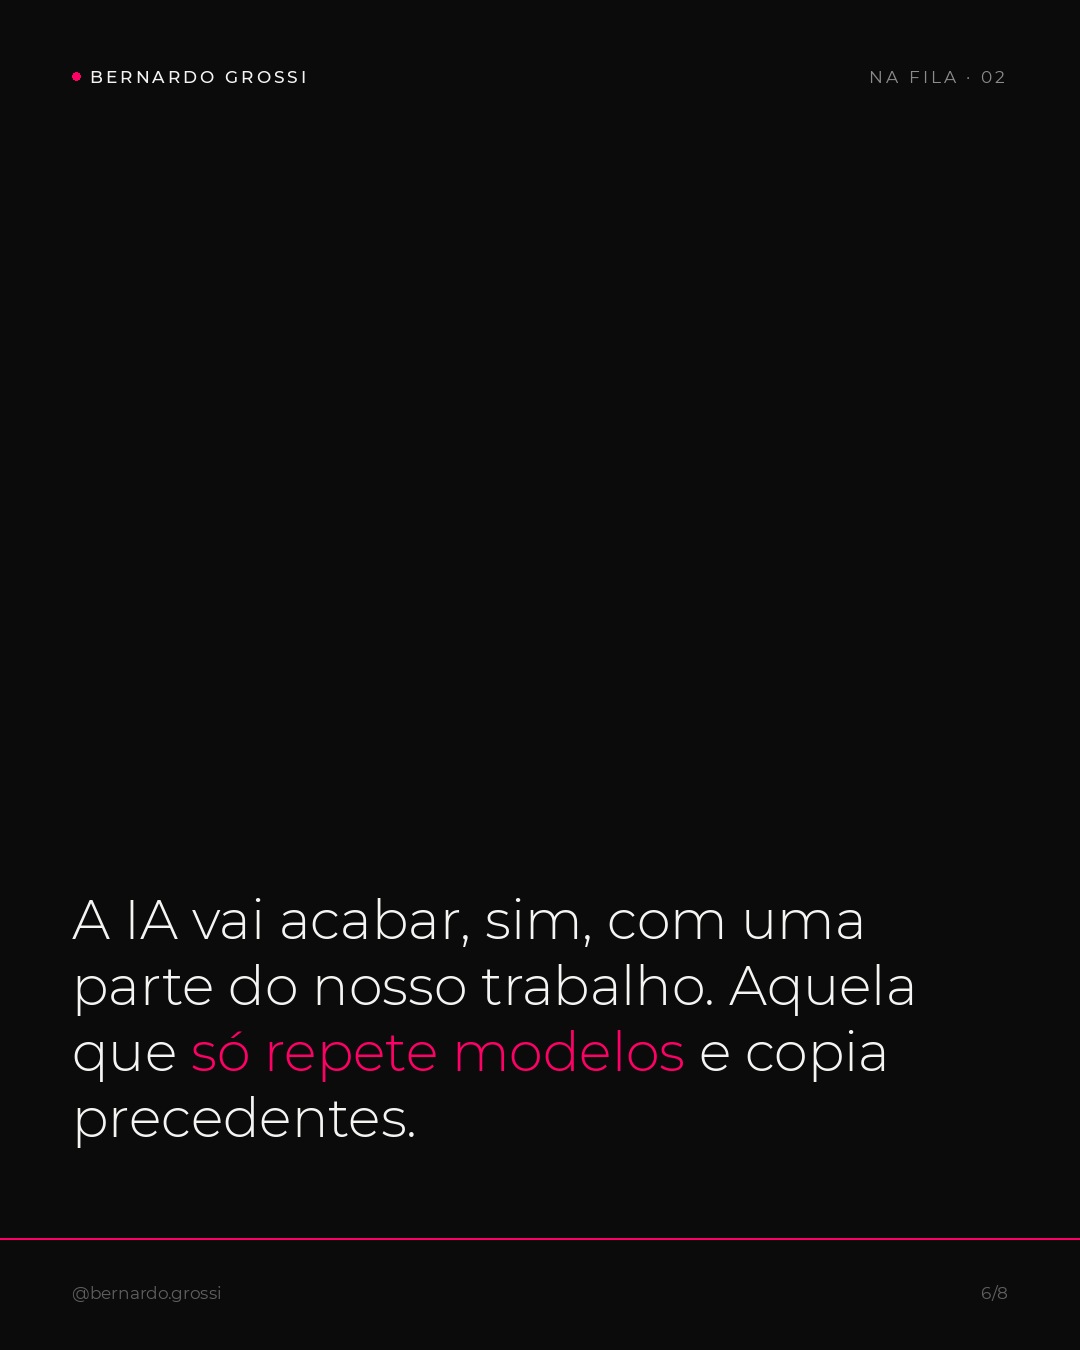 BERNARDO GROSSI
NA FILA · 02
A IA vai acabar, sim, com uma
parte do nosso trabalho. Aquela
que só repete modelos e copia
precedentes.
@bernardo.grossi
6/8